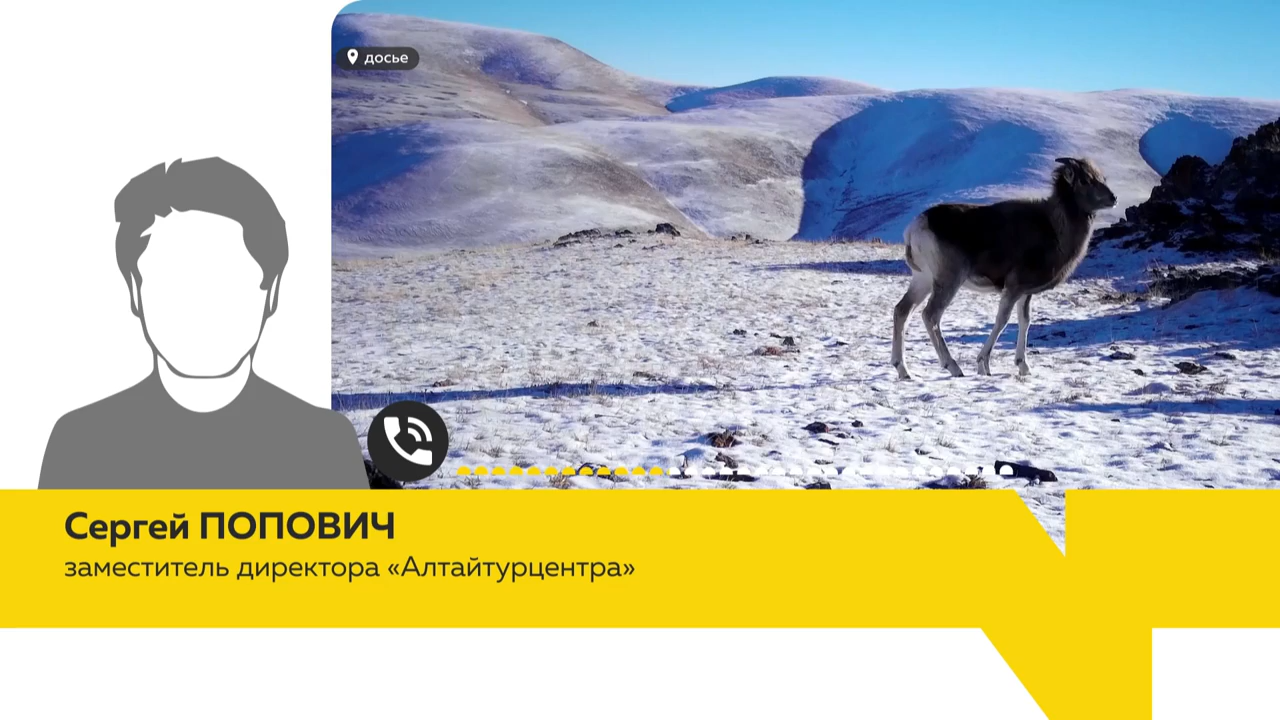 досье
Сергей ПОПОВИЧ
заместитель директора «Алтайтурцентра»